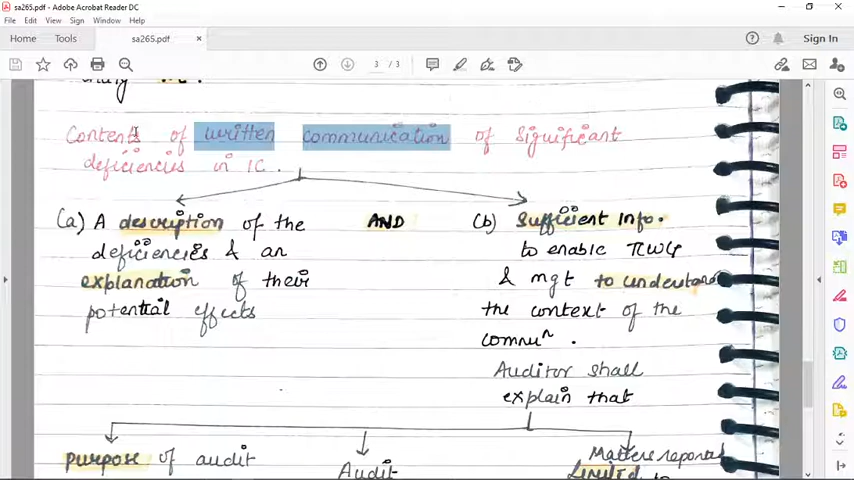 sa265.pdf - Adobe Acrobat Reader DC
File Edit View Sign Window Help
Home Tools sa265.pdf × Sign In
3 / 3
Contents of written communication of significant
deficiencies in IC.
(a) A description of the AND (b) Sufficient Info.
deficiencies & an to enable TCWG
explanation of their & mgt to understand
potential effects the context of the
commun.
Auditor shall
explain that
purpose of audit Audit Matters reported
Limited to